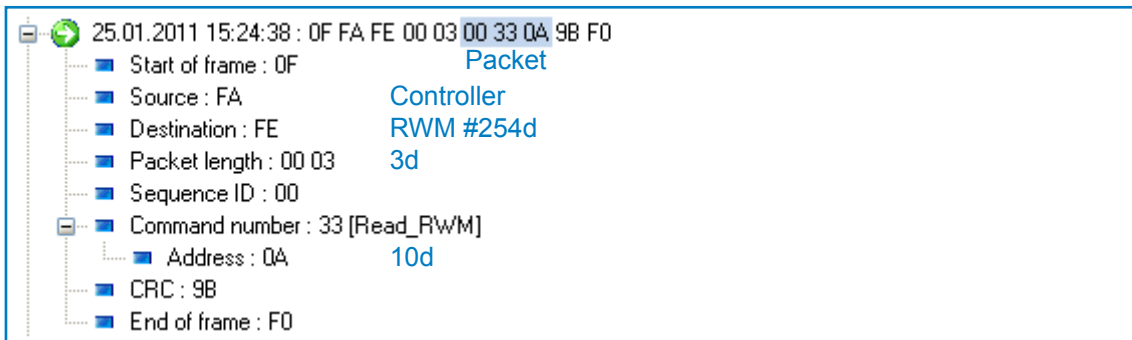 25.01.2011 15:24:38 : 0F FA FE 00 03 00 33 0A 9B F0
Packet
Start of frame : 0F
Source : FA Controller
Destination : FE RWM #254d
Packet length : 00 03 3d
Sequence ID : 00
Command number : 33 [Read_RWM]
Address : 0A 10d
CRC : 9B
End of frame : F0